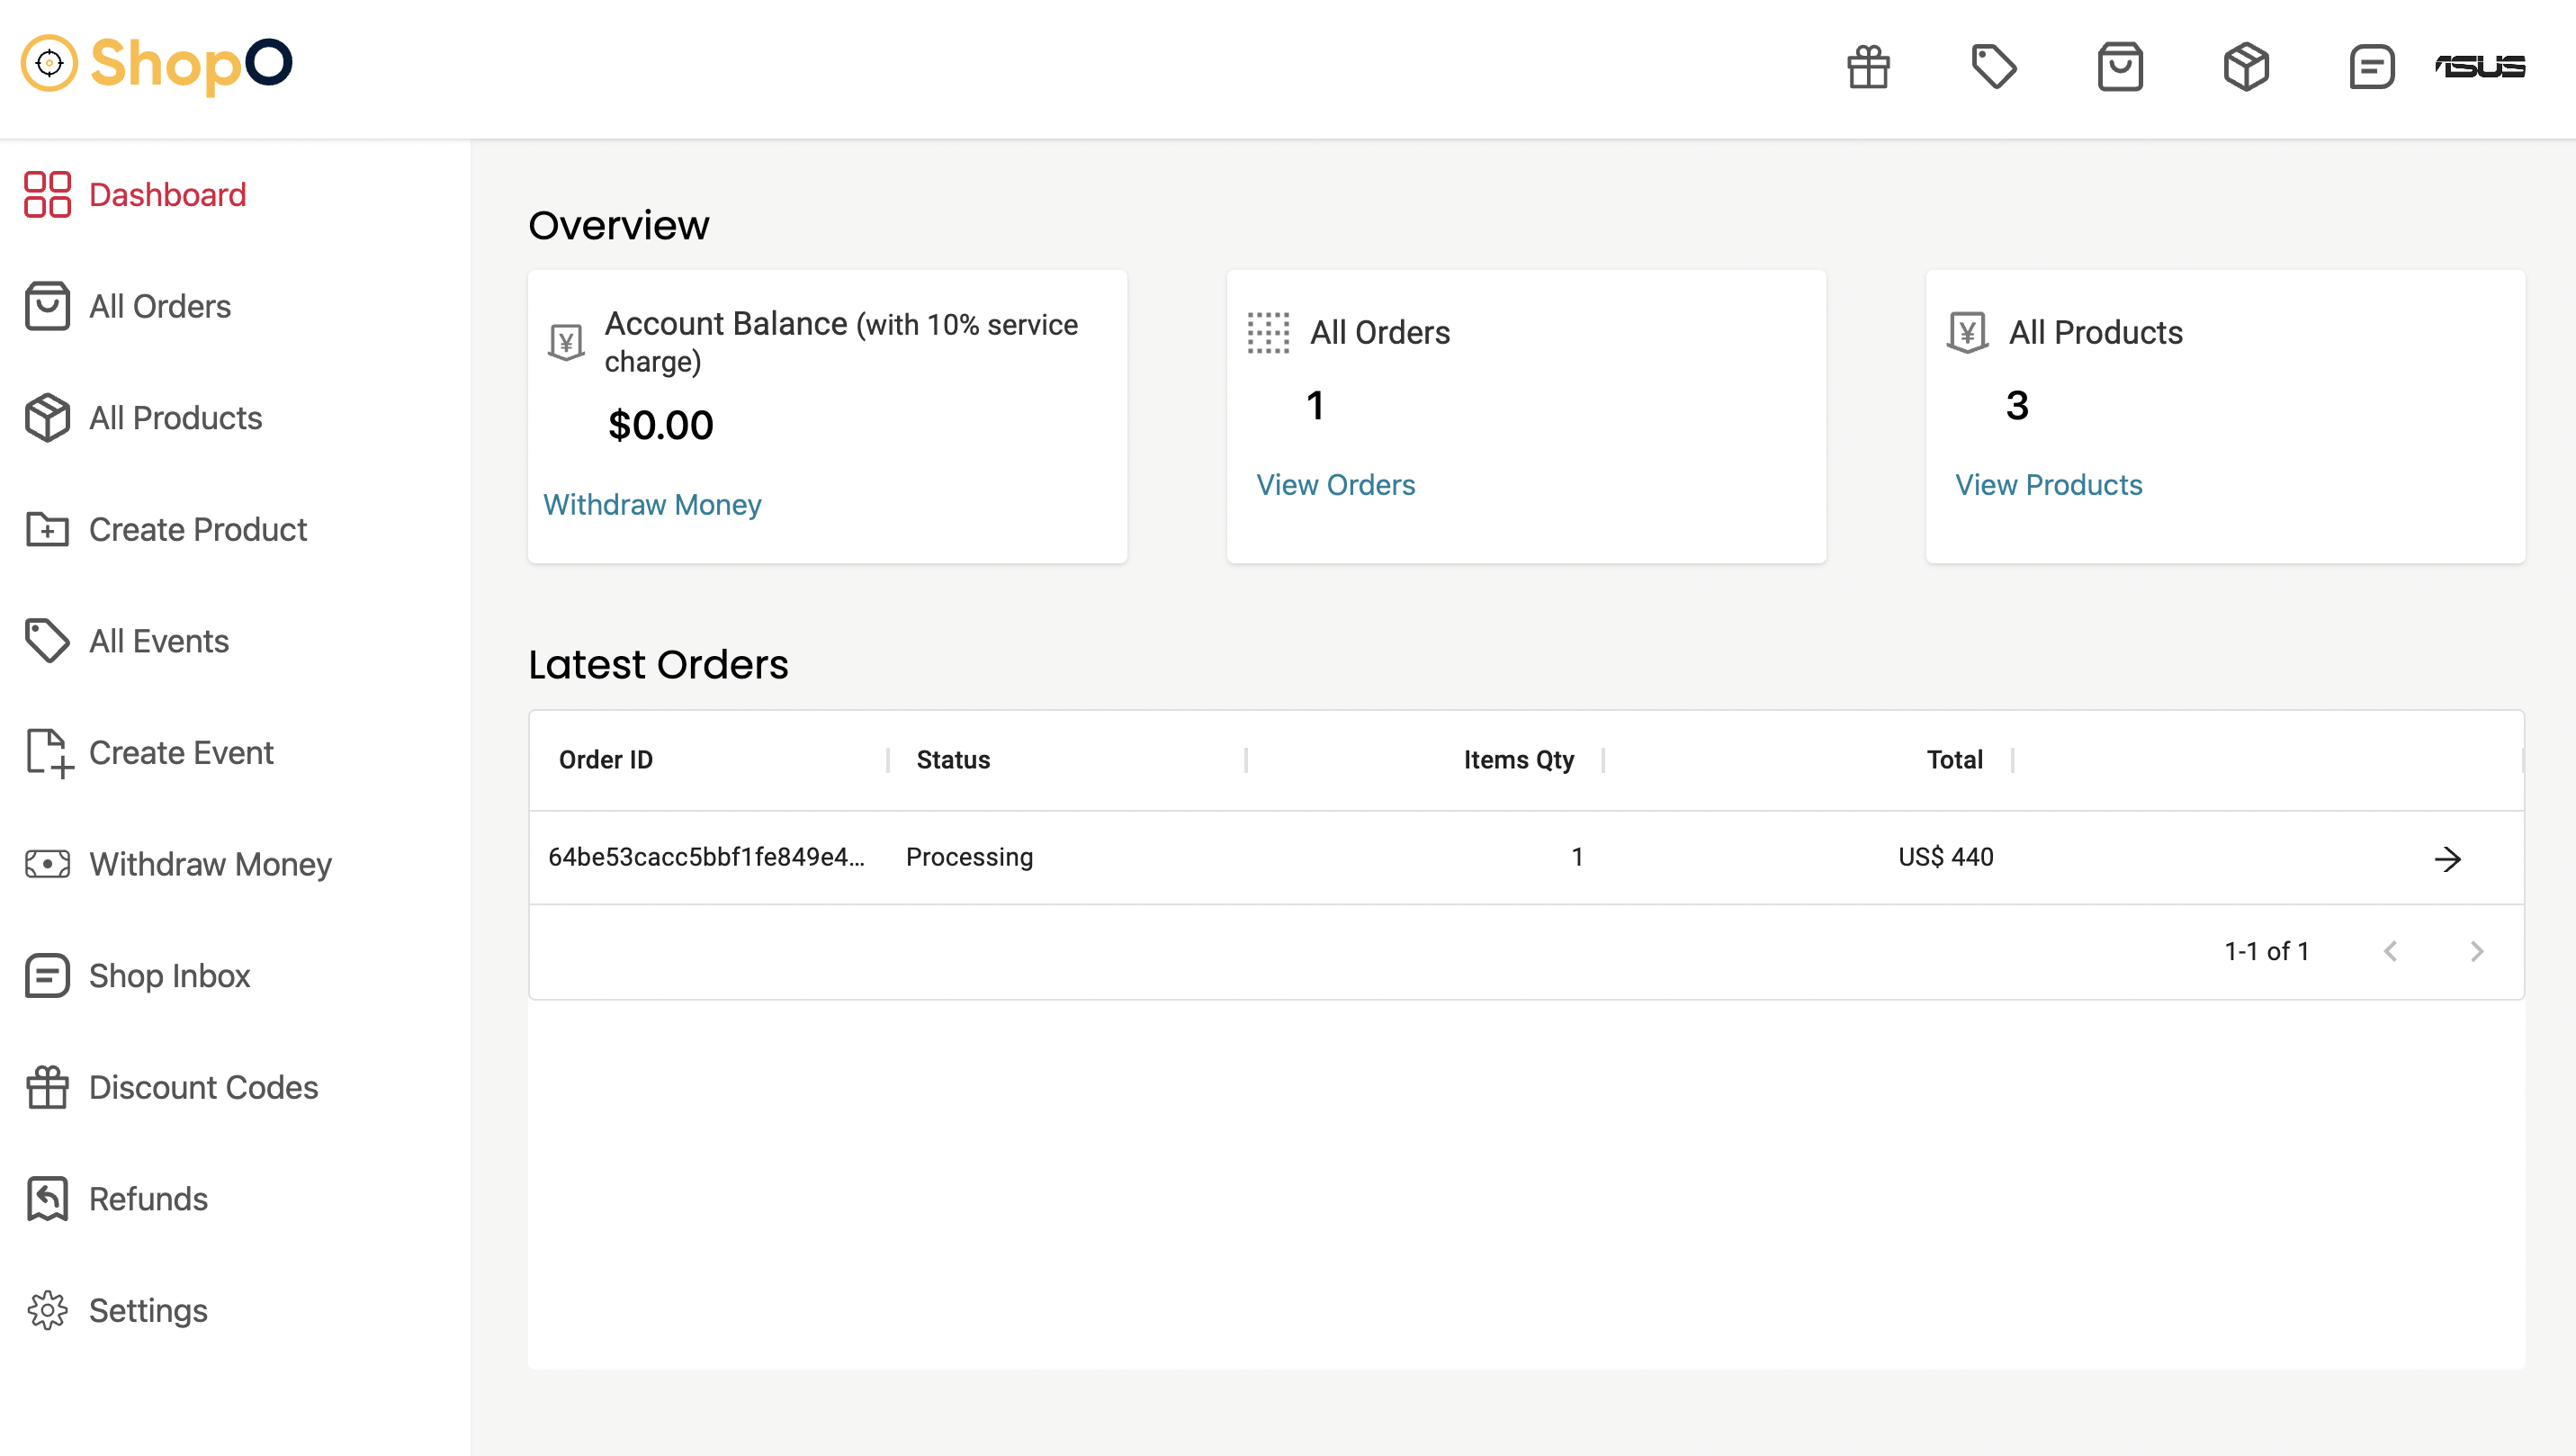 ShopO
ASUS
Dashboard
All Orders
All Products
Create Product
All Events
Create Event
Withdraw Money
Shop Inbox
Discount Codes
Refunds
Settings
Overview
¥
Account Balance (with 10% service
charge)
$0.00
Withdraw Money
All Orders
1
View Orders
¥
All Products
3
View Products
Latest Orders
Order ID Status Items Qty Total
64be53cacc5bbf1fe849e4... Processing 1 US$ 440
1-1 of 1